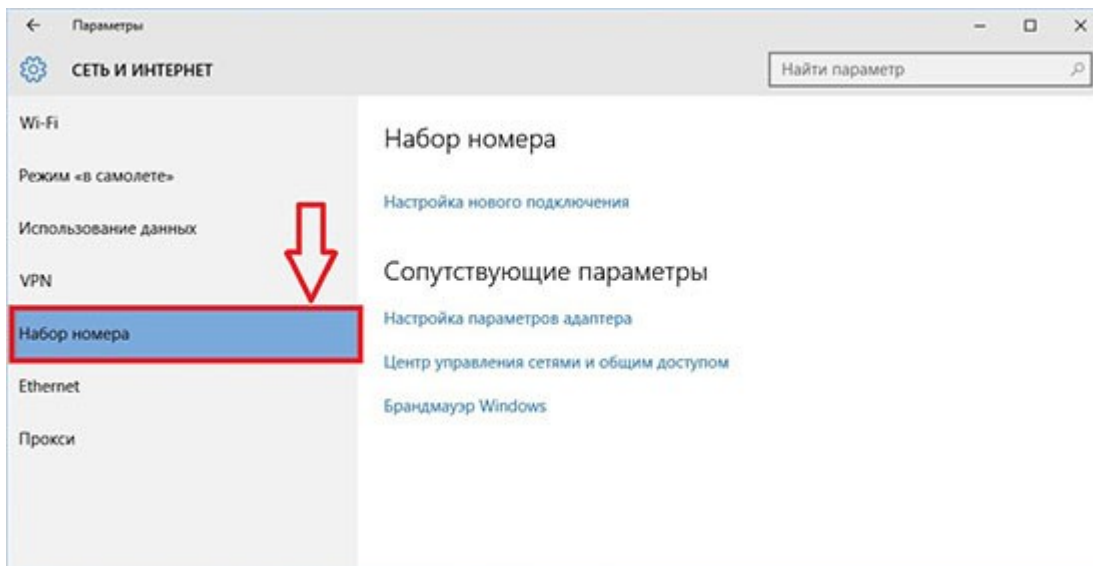 Параметры
СЕТЬ И ИНТЕРНЕТ
Найти параметр
Wi-Fi
Режим «в самолете»
Использование данных
VPN
Набор номера
Ethernet
Прокси
Набор номера
Настройка нового подключения
Сопутствующие параметры
Настройка параметров адаптера
Центр управления сетями и общим доступом
Брандмауэр Windows